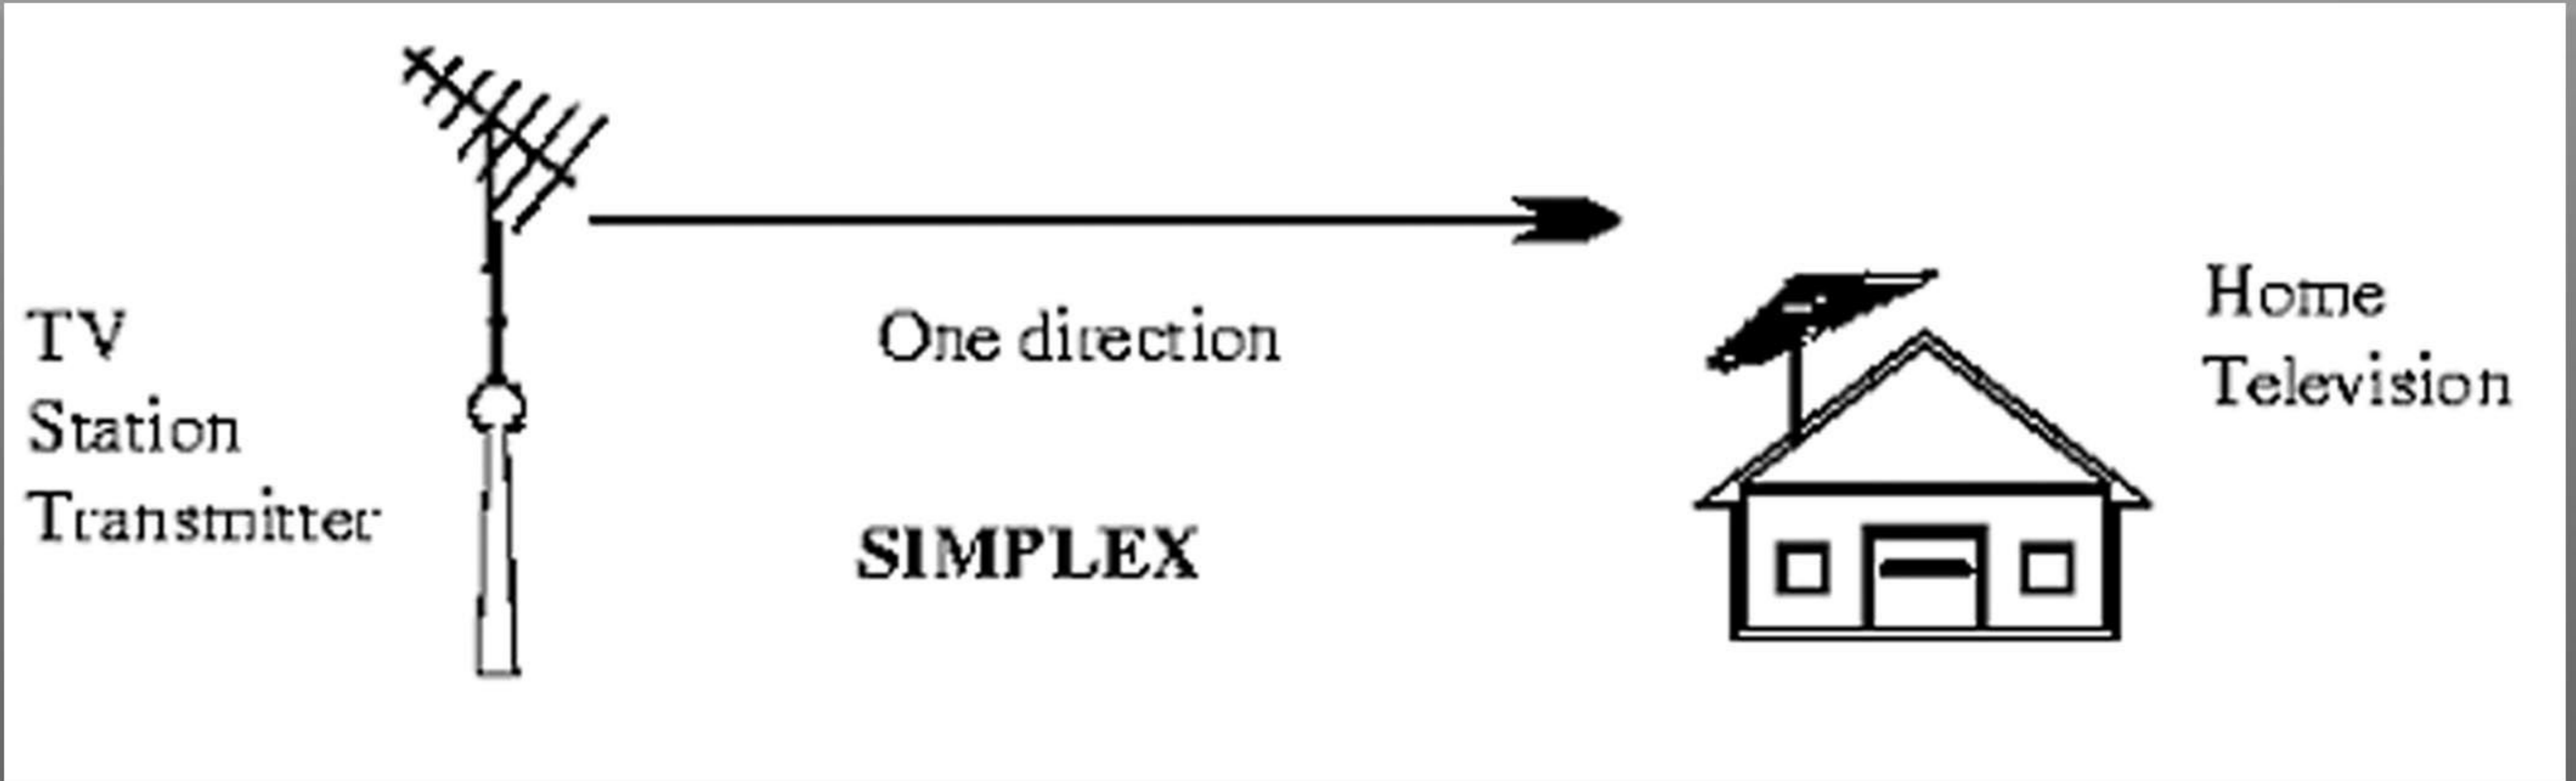 TV
Station
Transmitter
One direction
SIMPLEX
Home
Television